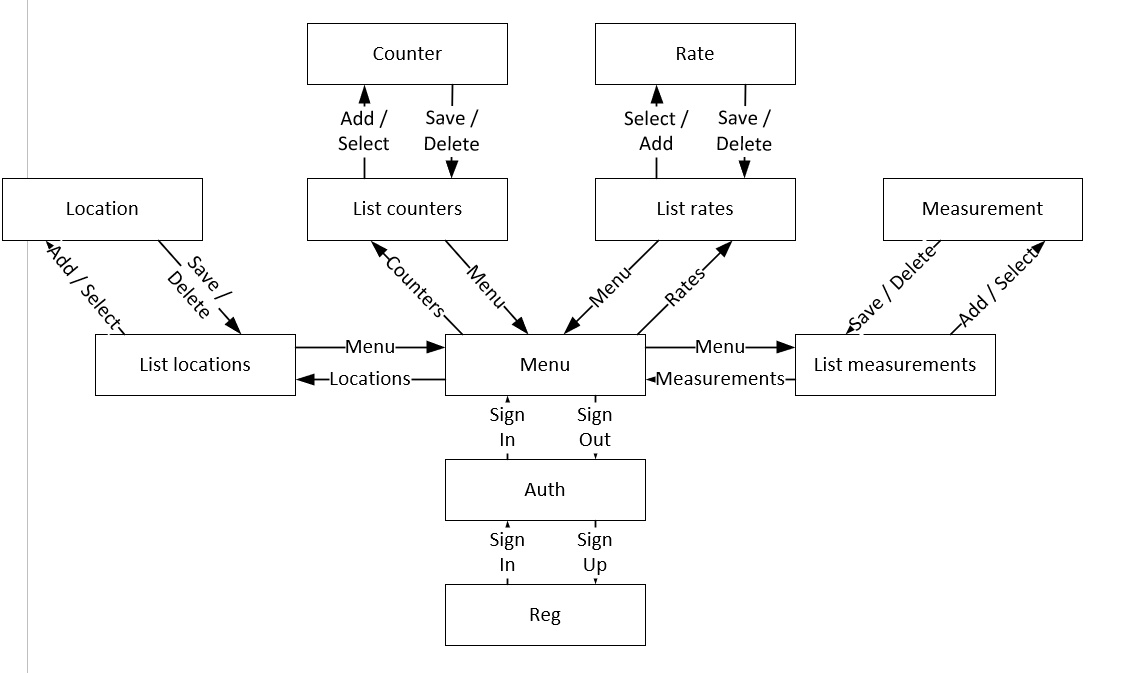 Counter
Rate
Add /
Select
Save /
Delete
Select /
Add
Save /
Delete
Location
List counters
List rates
Measurement
Add / Select
Save /
Delete
Counters
Menu
Menu
Rates
Save / Delete
Add / Select
List locations
Menu
Locations
Menu
Menu
Measurements
List measurements
Sign
In
Sign
Out
Auth
Sign
In
Sign
Up
Reg